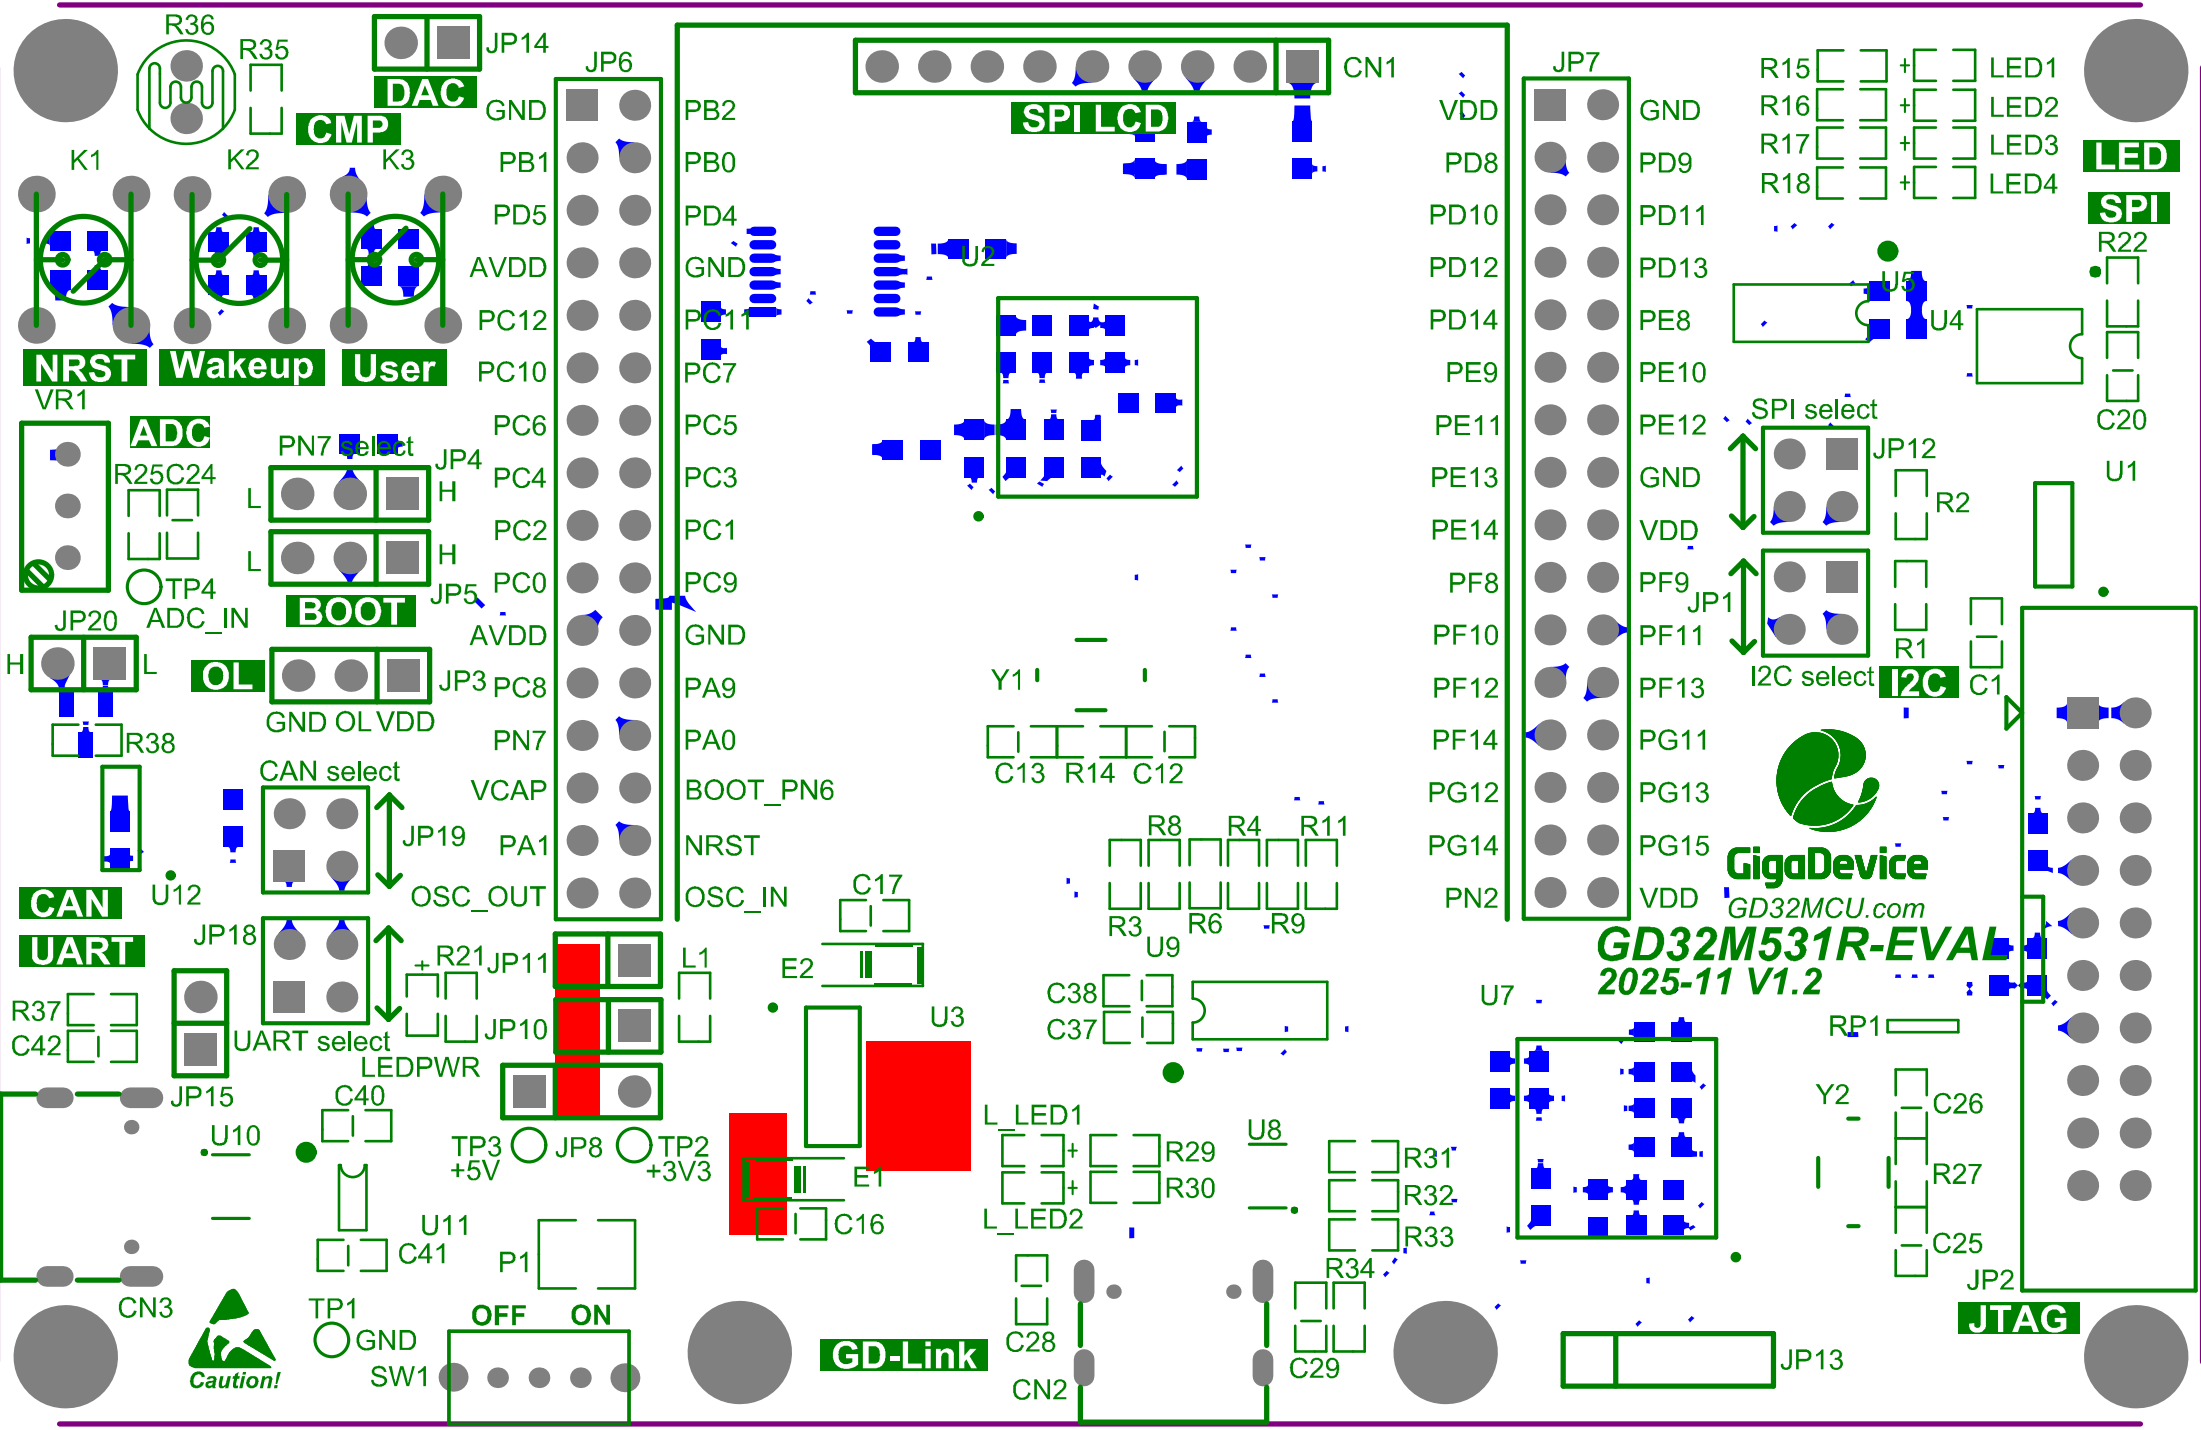 R36
R35
JP14
DAC
CMP
K1
K2
K3
NRST
Wakeup
User
VR1
ADC
PN7 select
JP4
R25
C24
L
H
L
H
JP5
TP4
ADC_IN
BOOT
JP20
H
L
OL
JP3
GND OL VDD
R38
CAN select
JP19
U12
CAN
JP18
UART
R21
+
R37
C42
UART select
LEDPWR
JP15
C40
U10
U11
C41
CN3
TP1
GND
Caution!
JP6
GND PB2
PB1 PB0
PD5 PD4
AVDD GND
PC12 PC11
PC10 PC7
PC6 PC5
PC4 PC3
PC2 PC1
PC0 PC9
AVDD GND
PC8 PA9
PN7 PA0
VCAP BOOT_PN6
PA1 NRST
OSC_OUT OSC_IN
JP11
L1
JP10
TP3
+5V
JP8
TP2
+3V3
P1
OFF ON
SW1
CN1
SPI LCD
U2
Y1
C13 R14 C12
R8 R4 R11
R3 R6 R9
C17
E2
U3
E1
C16
U9
C38
C37
L_LED1
+
R29
+
R30
L_LED2
U8
R31
R32
R33
R34
C28
C29
GD-Link
CN2
JP7
VDD GND
PD8 PD9
PD10 PD11
PD12 PD13
PD14 PE8
PE9 PE10
PE11 PE12
PE13 GND
PE14 VDD
PF8 PF9
PF10 PF11
PF12 PF13
PF14 PG11
PG12 PG13
PG14 PG15
PN2 VDD
R15 + LED1
R16 + LED2
R17 + LED3
R18 + LED4
LED
SPI
R22
U5
U4
C20
SPI select
JP12
R2
U1
JP1
R1
I2C select
I2C
C1
GigaDevice
GD32MCU.com
GD32M531R-EVAL
2025-11 V1.2
U7
RP1
Y2
C26
R27
C25
JP2
JTAG
JP13